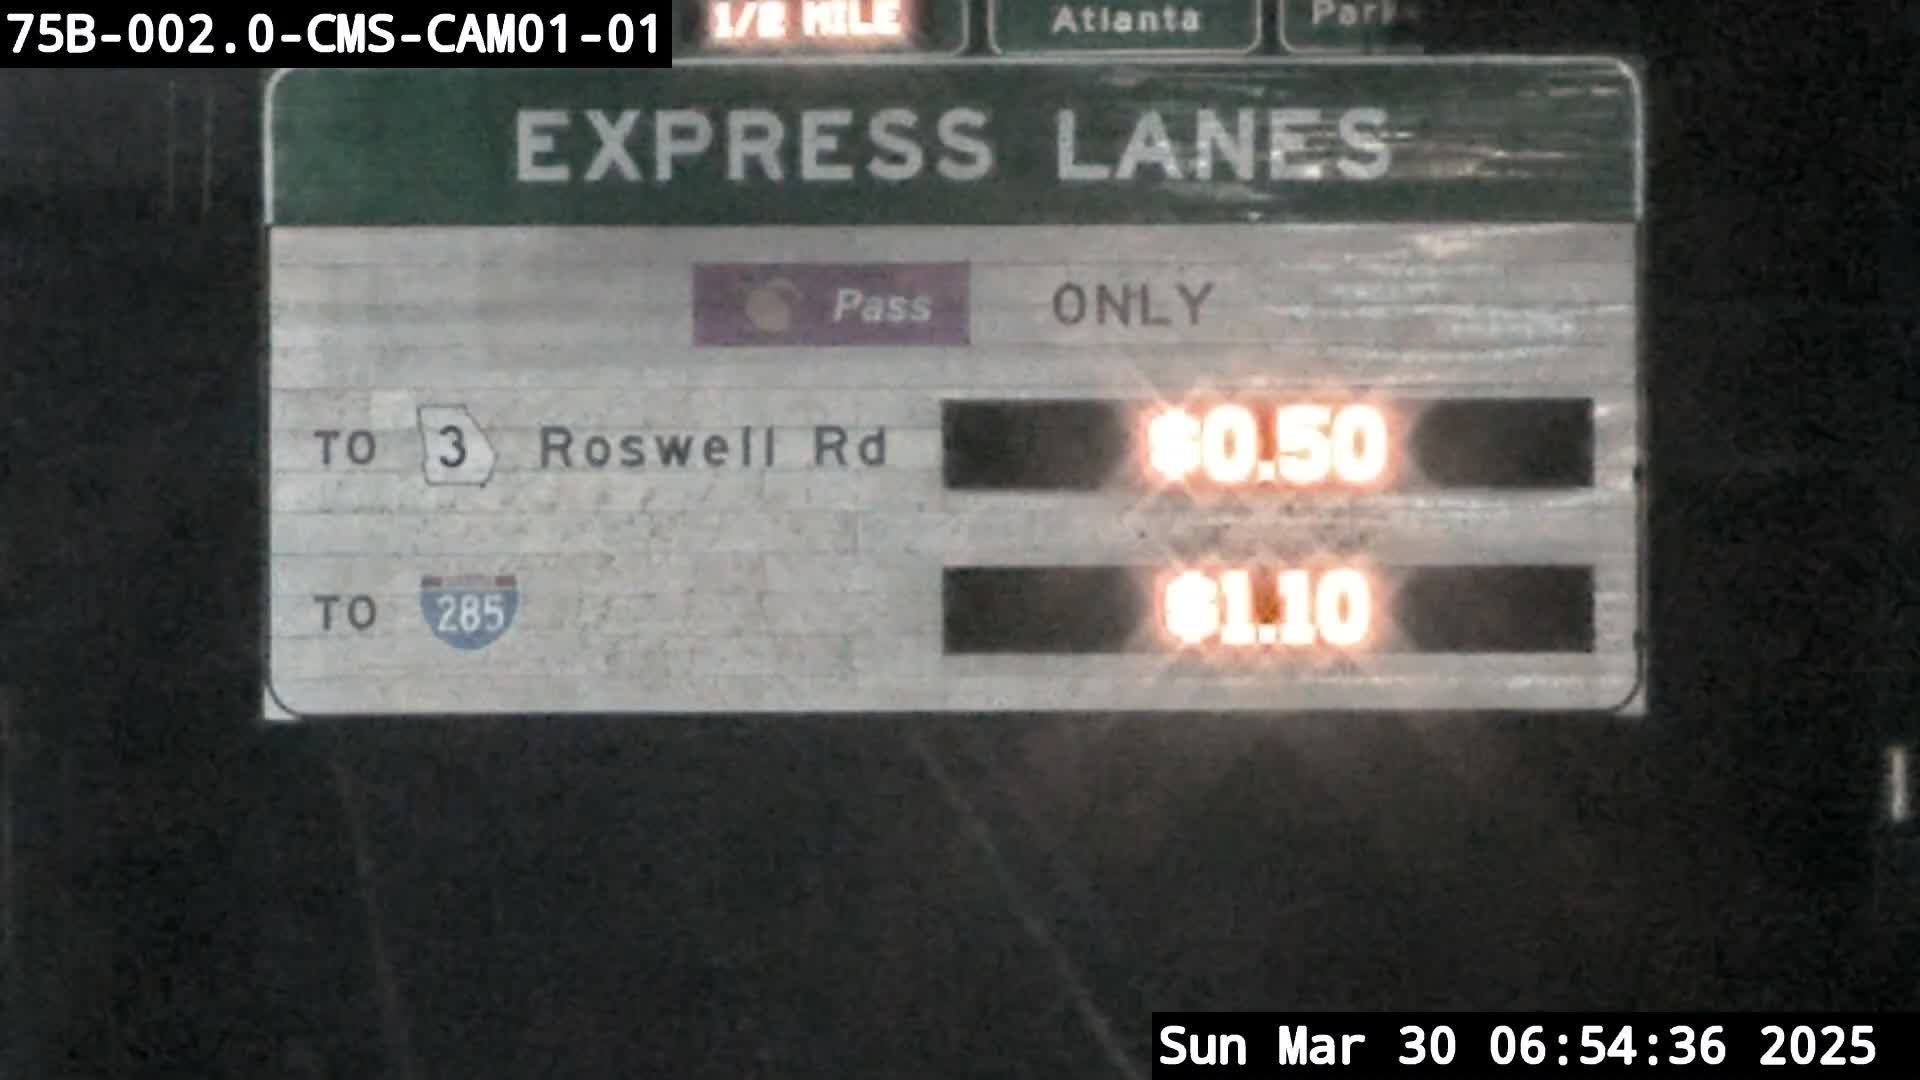 75B-002.0-CMS-CAM01-01
1/2 MILE
Atlanta
EXPRESS LANES
Pass ONLY
TO 3 Roswell Rd $0.50
TO 285 $1.10
Sun Mar 30 06:54:36 2025